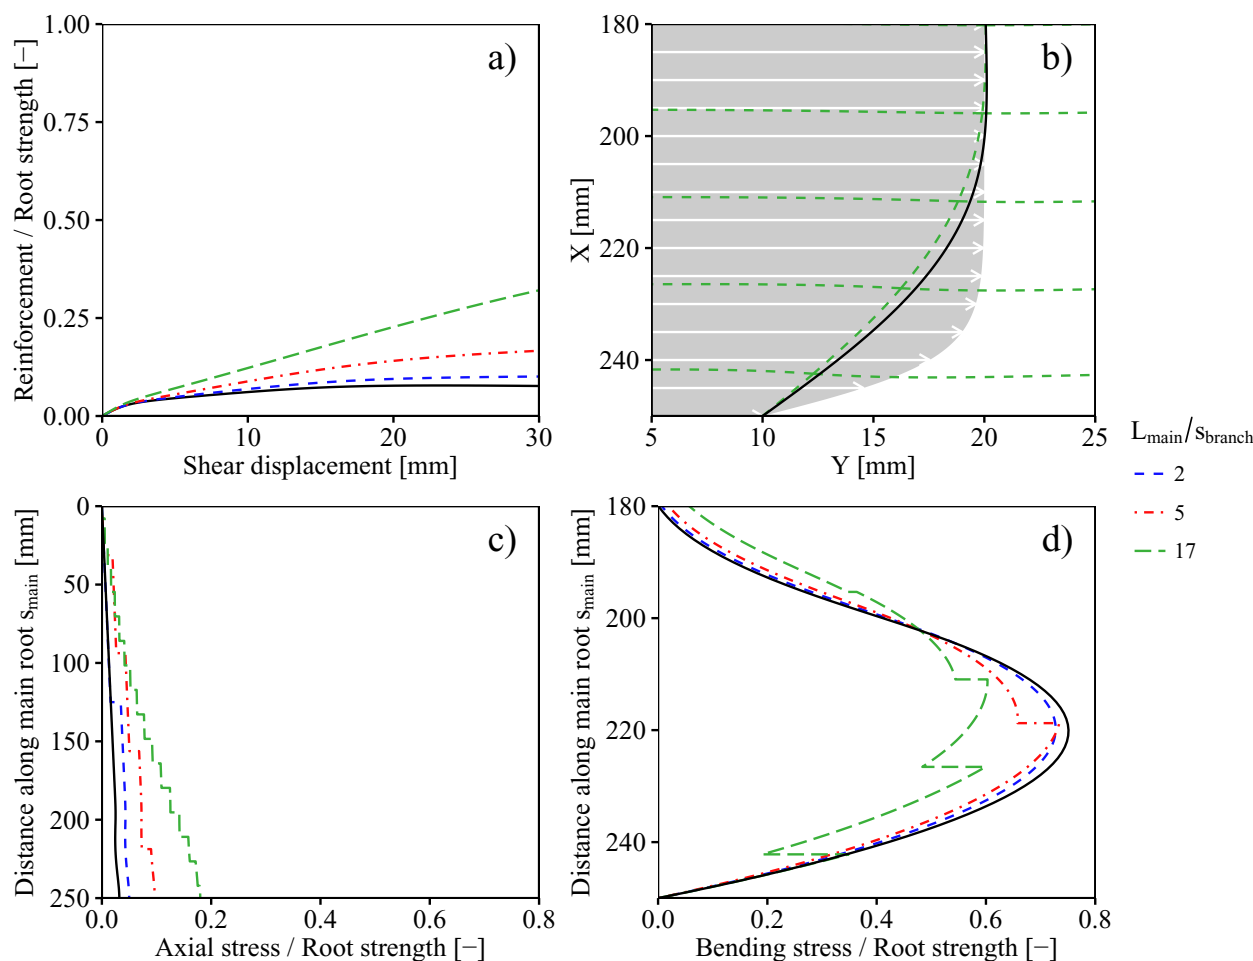 a)
Reinforcement / Root strength [−]
1.00
0.75
0.50
0.25
0.00
0 10 20 30
Shear displacement [mm]
b)
X [mm]
180
200
220
240
5 10 15 20 25
Y [mm]
L_main/s_branch
2
5
17
c)
Distance along main root s_main [mm]
0
50
100
150
200
250
0.0 0.2 0.4 0.6 0.8
Axial stress / Root strength [−]
d)
Distance along main root s_main [mm]
180
200
220
240
0.0 0.2 0.4 0.6 0.8
Bending stress / Root strength [−]